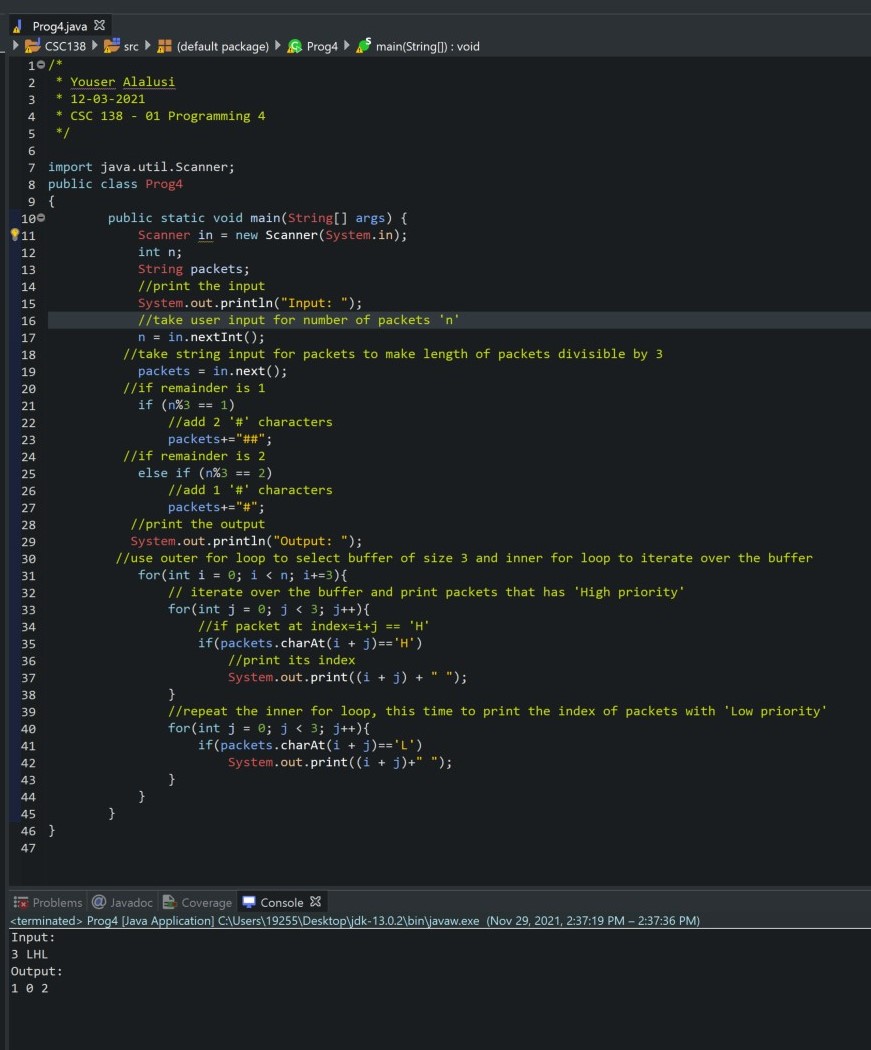 Prog4.java
CSC138 src (default package) Prog4 main(String[]) : void
1 /*
2 * Youser Alalusi
3 * 12-03-2021
4 * CSC 138 - 01 Programming 4
5 */
6
7 import java.util.Scanner;
8 public class Prog4
9 {
10 public static void main(String[] args) {
11 Scanner in = new Scanner(System.in);
12 int n;
13 String packets;
14 //print the input
15 System.out.println("Input: ");
16 //take user input for number of packets 'n'
17 n = in.nextInt();
18 //take string input for packets to make length of packets divisible by 3
19 packets = in.next();
20 //if remainder is 1
21 if (n%3 == 1)
22 //add 2 '#' characters
23 packets+="##";
24 //if remainder is 2
25 else if (n%3 == 2)
26 //add 1 '#' characters
27 packets+="#";
28 //print the output
29 System.out.println("Output: ");
30 //use outer for loop to select buffer of size 3 and inner for loop to iterate over the buffer
31 for(int i = 0; i < n; i+=3){
32 // iterate over the buffer and print packets that has 'High priority'
33 for(int j = 0; j < 3; j++){
34 //if packet at index=i+j == 'H'
35 if(packets.charAt(i + j)=='H')
36 //print its index
37 System.out.print((i + j) + " ");
38 }
39 //repeat the inner for loop, this time to print the index of packets with 'Low priority'
40 for(int j = 0; j < 3; j++){
41 if(packets.charAt(i + j)=='L')
42 System.out.print((i + j)+" ");
43 }
44 }
45 }
46 }
47
Problems @ Javadoc Coverage Console
<terminated> Prog4 [Java Application] C:\Users\19255\Desktop\jdk-13.0.2\bin\javaw.exe (Nov 29, 2021, 2:37:19 PM – 2:37:36 PM)
Input:
3 LHL
Output:
1 0 2